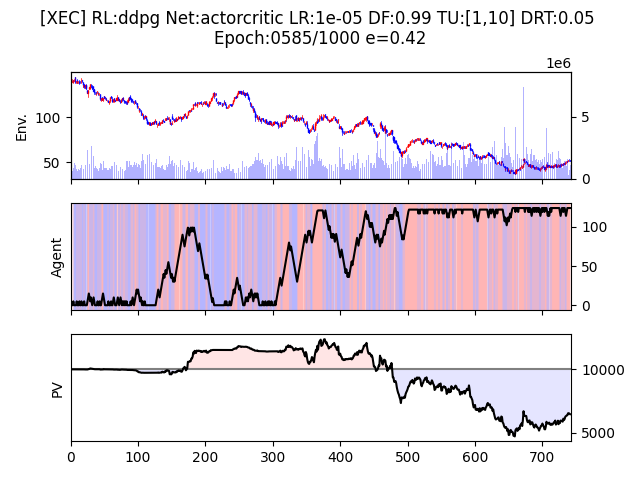 [XEC] RL:ddpg Net:actorcritic LR:1e-05 DF:0.99 TU:[1,10] DRT:0.05
Epoch:0585/1000 e=0.42
1e6
Env.
100
50
5
0
Agent
100
50
0
PV
10000
5000
0 100 200 300 400 500 600 700